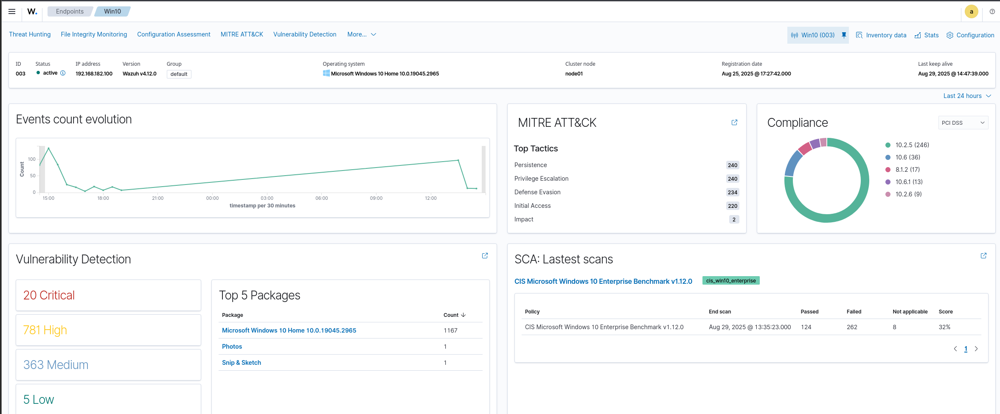 W.
Endpoints
Win10
a
Threat Hunting
File Integrity Monitoring
Configuration Assessment
MITRE ATT&CK
Vulnerability Detection
More...
Win10 (003)
Inventory data
Stats
Configuration
ID
003
Status
active
IP address
192.168.182.100
Version
Wazuh v4.12.0
Group
default
Operating system
Microsoft Windows 10 Home 10.0.19045.2965
Cluster node
node01
Registration date
Aug 25, 2025 @ 17:27:42.000
Last keep alive
Aug 29, 2025 @ 14:47:39.000
Last 24 hours
Events count evolution
Count
100
50
0
15:00
18:00
21:00
00:00
03:00
06:00
09:00
12:00
timestamp per 30 minutes
MITRE ATT&CK
Top Tactics
Persistence 240
Privilege Escalation 240
Defense Evasion 234
Initial Access 220
Impact 2
Compliance
PCI DSS
10.2.5 (246)
10.6 (36)
8.1.2 (17)
10.6.1 (13)
10.2.6 (9)
Vulnerability Detection
20 Critical
781 High
363 Medium
5 Low
Top 5 Packages
Package Count
Microsoft Windows 10 Home 10.0.19045.2965 1167
Photos 1
Snip & Sketch 1
SCA: Lastest scans
CIS Microsoft Windows 10 Enterprise Benchmark v1.12.0
cis_win10_enterprise
Policy End scan Passed Failed Not applicable Score
CIS Microsoft Windows 10 Enterprise Benchmark v1.12.0 Aug 29, 2025 @ 13:35:23.000 124 262 8 32%
1